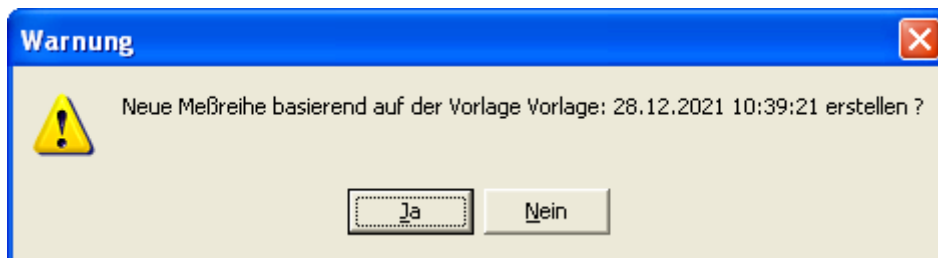 Warnung
Neue Meßreihe basierend auf der Vorlage Vorlage: 28.12.2021 10:39:21 erstellen ?
Ja Nein